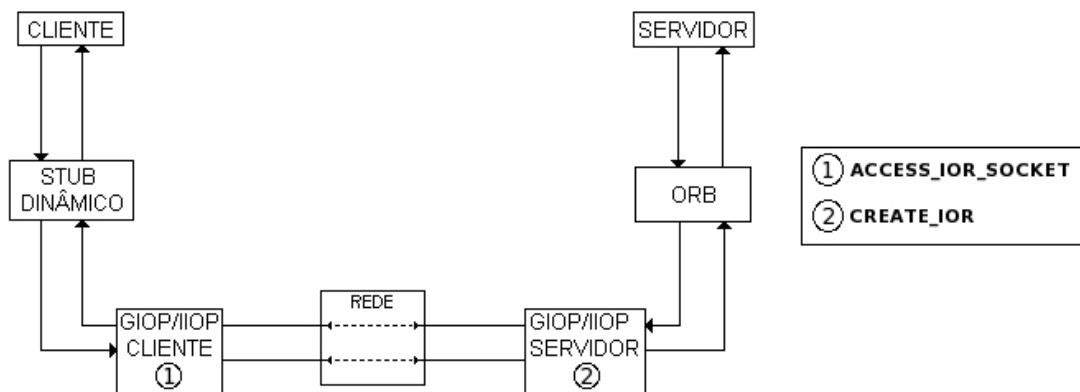 CLIENTE
SERVIDOR
STUB
DINÂMICO
ORB
① ACCESS_IOR_SOCKET
② CREATE_IOR
REDE
GIOP/IIOP
CLIENTE
①
GIOP/IIOP
SERVIDOR
②